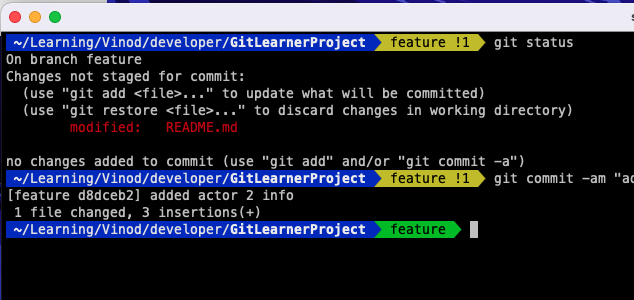 ~/Learning/Vinod/developer/GitLearnerProject feature !1 git status
On branch feature
Changes not staged for commit:
(use "git add <file>..." to update what will be committed)
(use "git restore <file>..." to discard changes in working directory)
modified: README.md
no changes added to commit (use "git add" and/or "git commit -a")
~/Learning/Vinod/developer/GitLearnerProject feature !1 git commit -am
[feature d8dceb2] added actor 2 info
1 file changed, 3 insertions(+)
~/Learning/Vinod/developer/GitLearnerProject feature